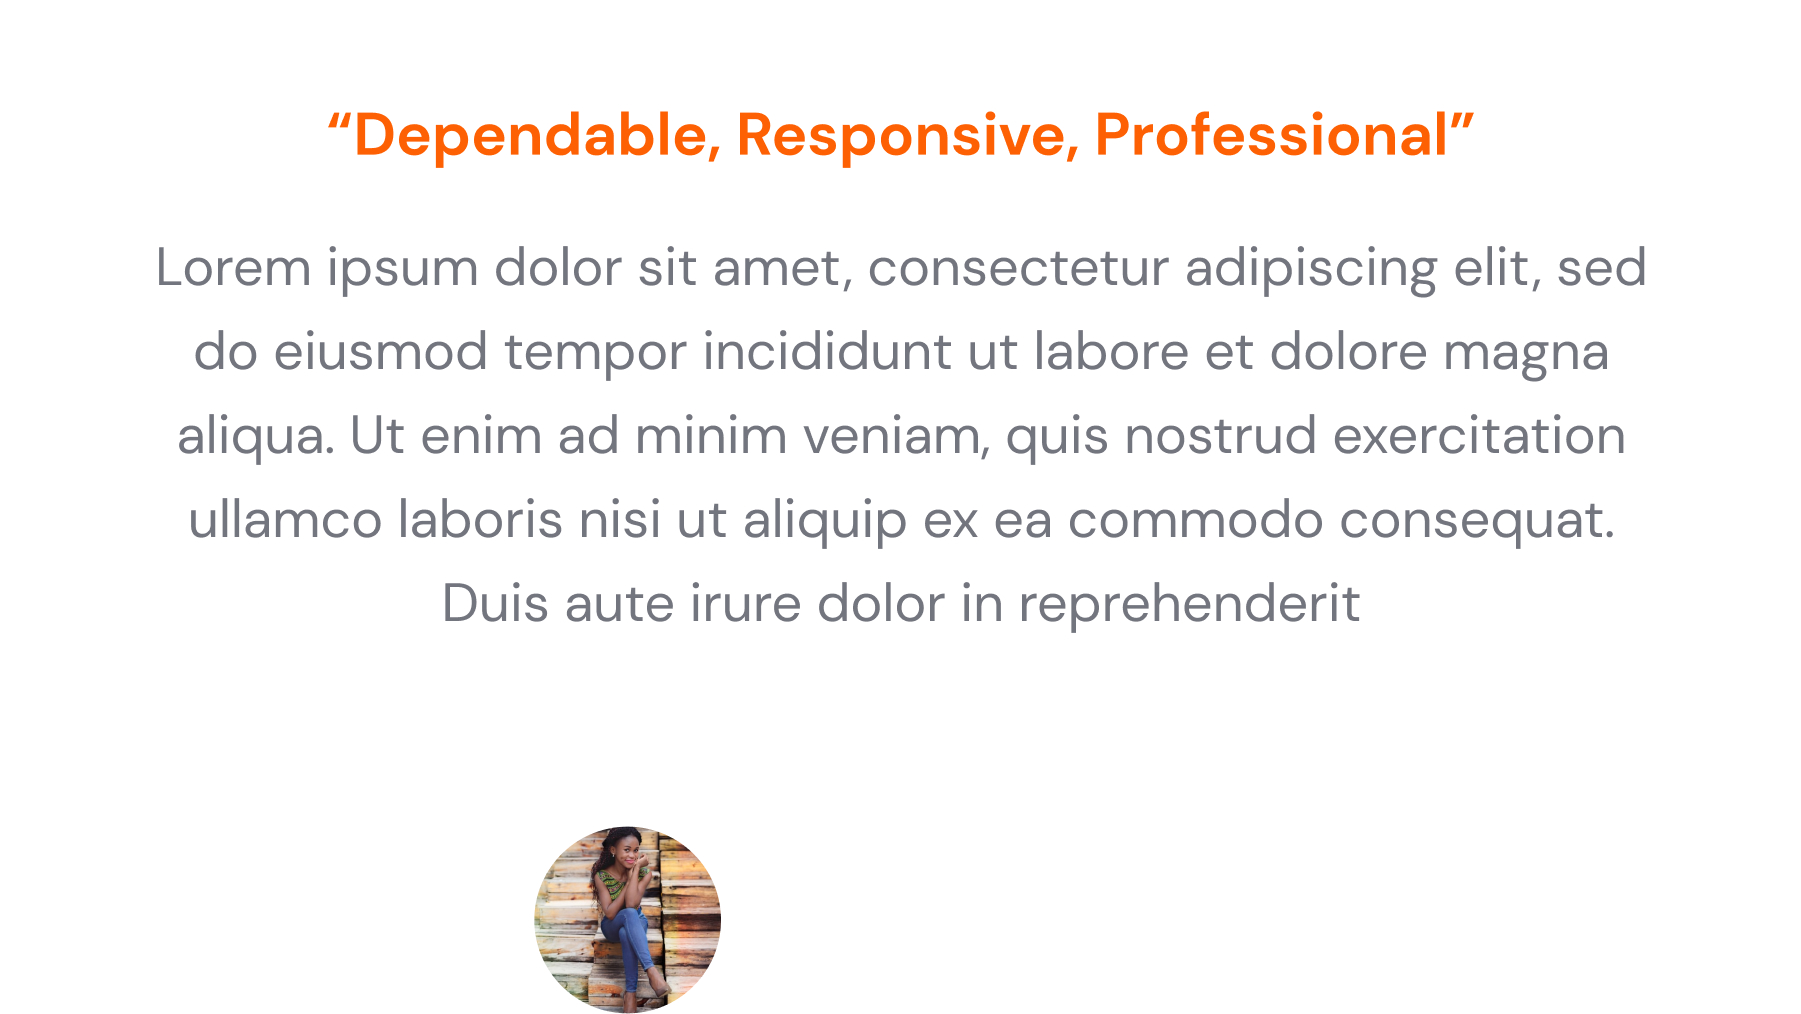 “Dependable, Responsive, Professional”
Lorem ipsum dolor sit amet, consectetur adipiscing elit, sed
do eiusmod tempor incididunt ut labore et dolore magna
aliqua. Ut enim ad minim veniam, quis nostrud exercitation
ullamco laboris nisi ut aliquip ex ea commodo consequat.
Duis aute irure dolor in reprehenderit